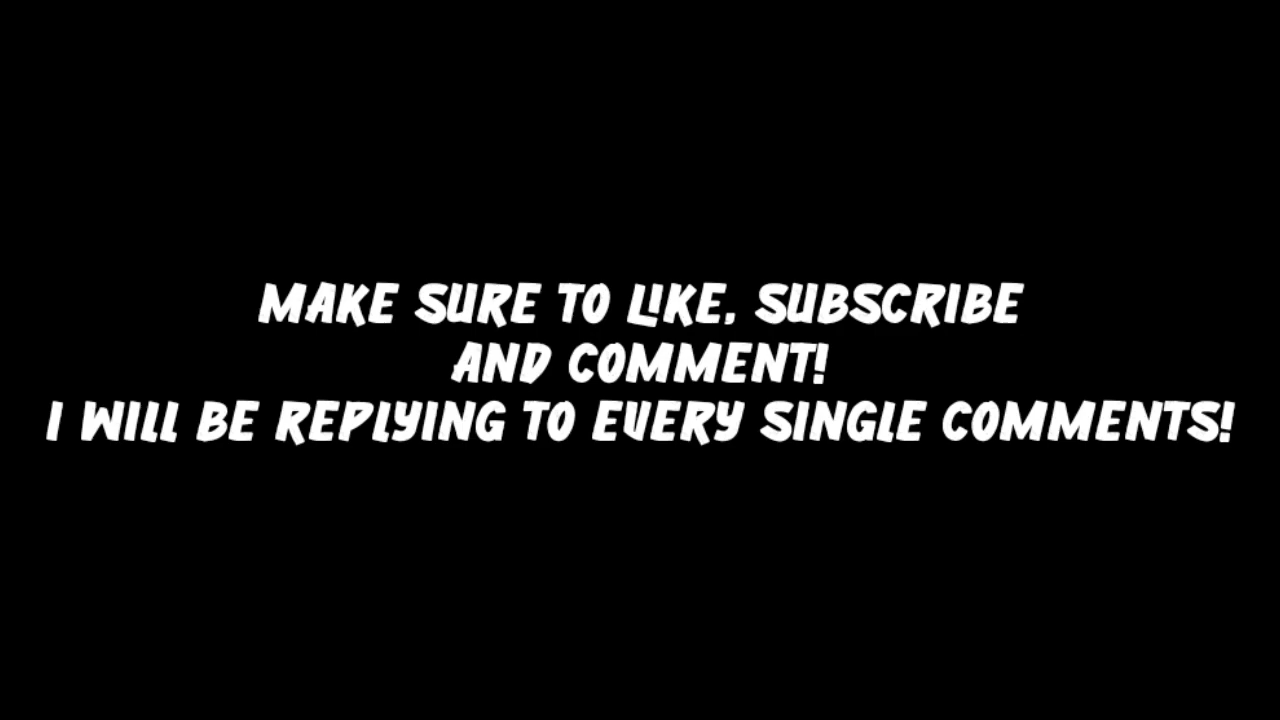 MAKE SURE TO LIKE, SUBSCRIBE
AND COMMENT!
I WILL BE REPLYING TO EVERY SINGLE COMMENTS!